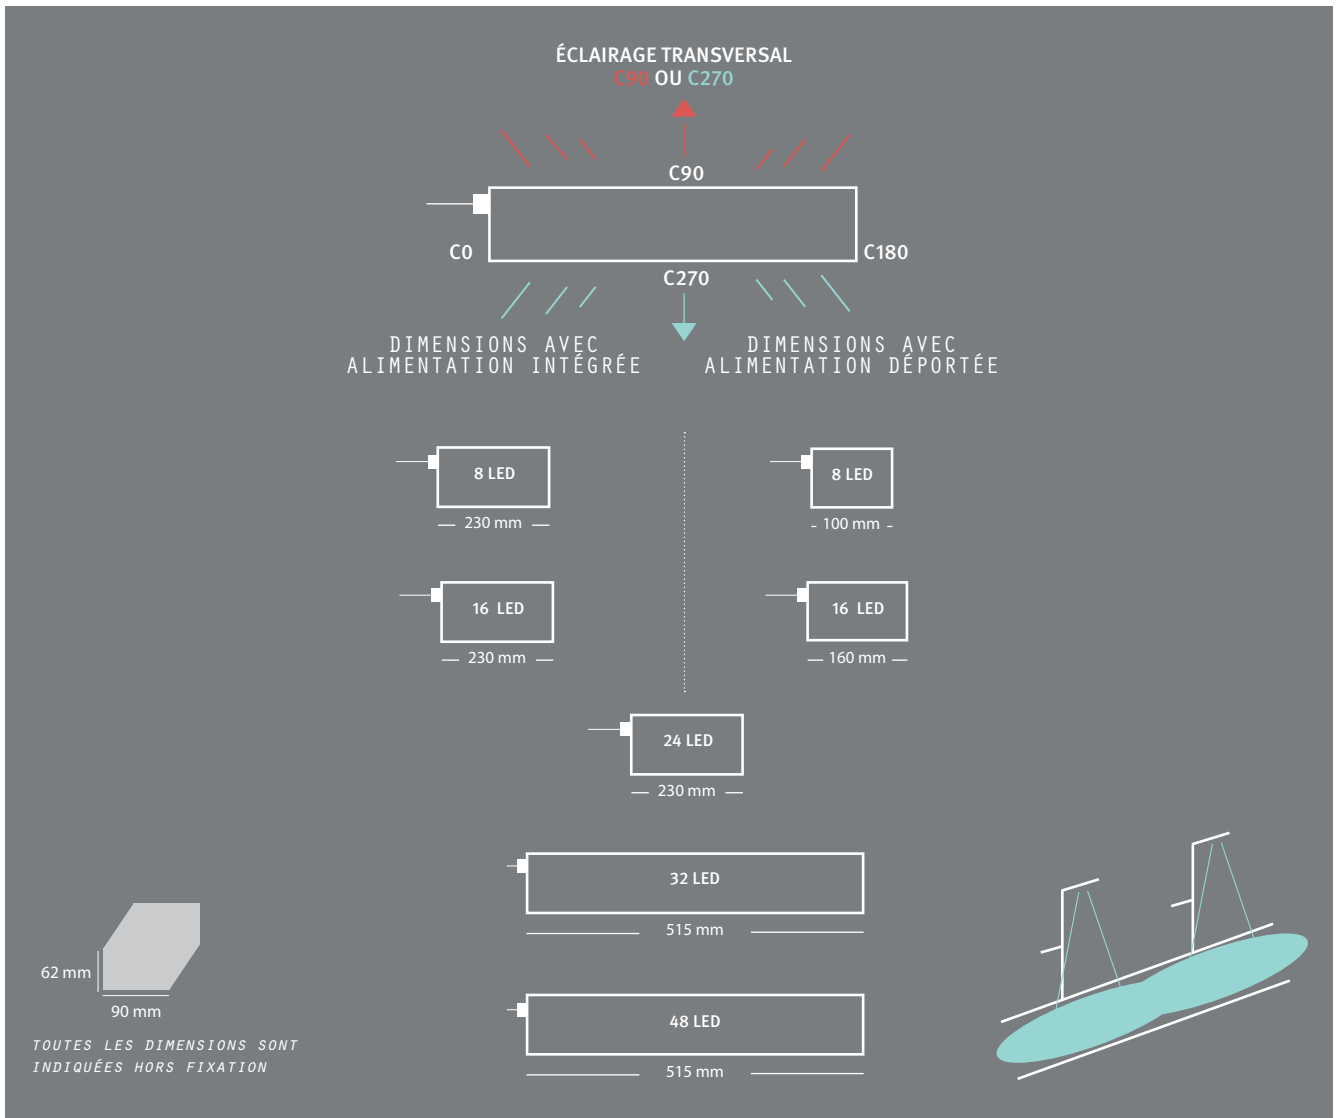 ÉCLAIRAGE TRANSVERSAL
C90 OU C270
C90
C0
C180
C270
DIMENSIONS AVEC
ALIMENTATION INTÉGRÉE
DIMENSIONS AVEC
ALIMENTATION DÉPORTÉE
8 LED
230 mm
8 LED
100 mm
16 LED
230 mm
16 LED
160 mm
24 LED
230 mm
32 LED
515 mm
48 LED
515 mm
62 mm
90 mm
TOUTES LES DIMENSIONS SONT
INDIQUÉES HORS FIXATION